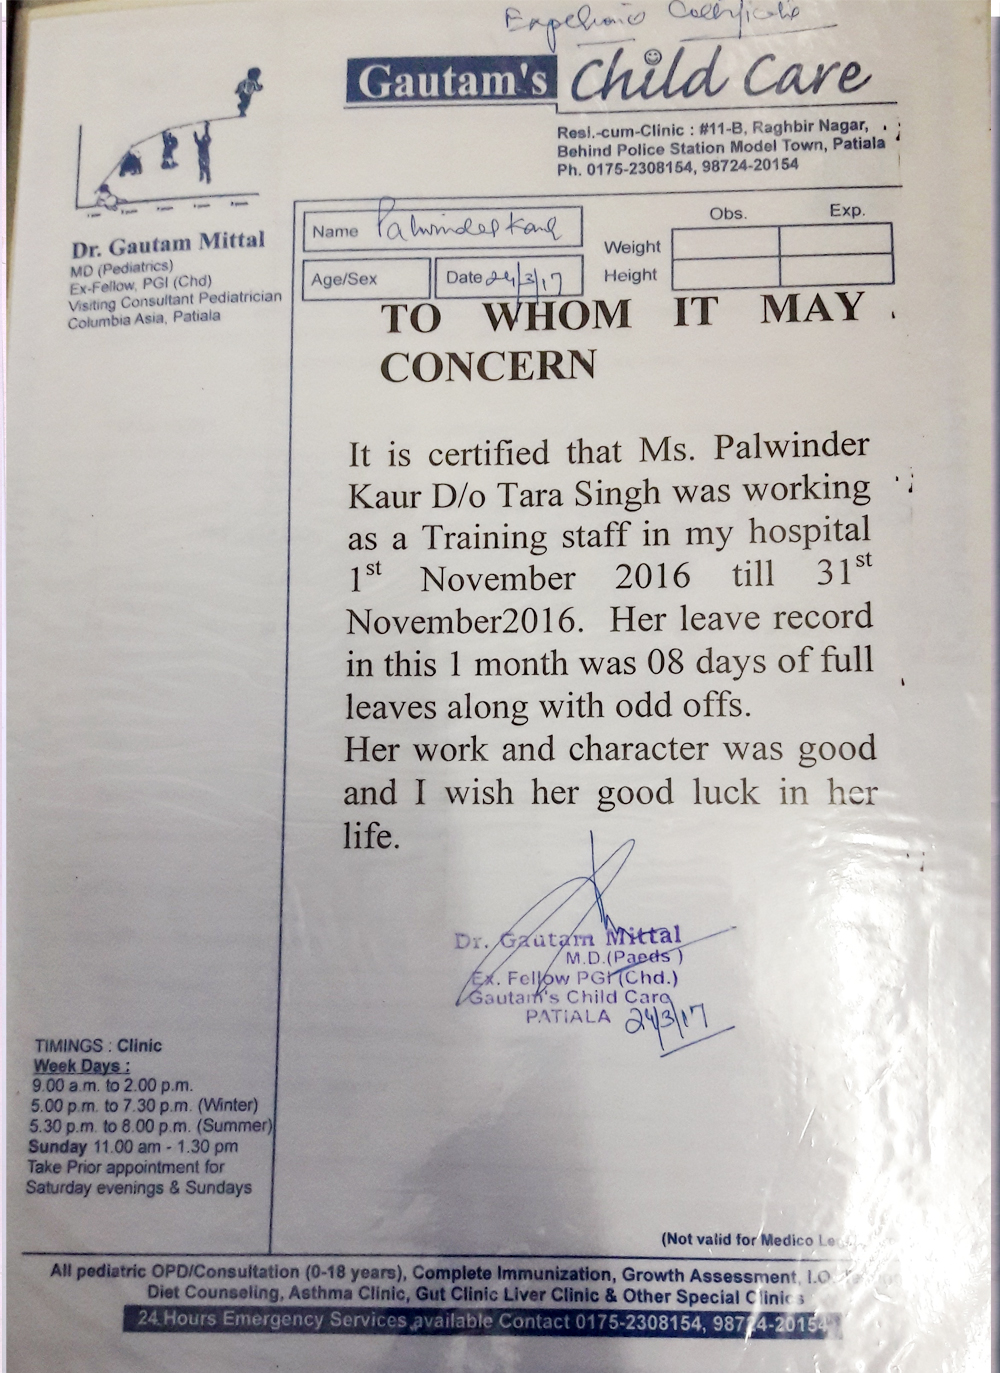 Experience Certificate
Gautam's Child Care
Resi.-cum-Clinic : #11-B, Raghbir Nagar,
Behind Police Station Model Town, Patiala
Ph. 0175-2308154, 98724-20154
Dr. Gautam Mittal
MD (Pediatrics)
Ex-Fellow, PGI (Chd)
Visiting Consultant Pediatrician
Columbia Asia, Patiala
Name Palwinder Kaur
Age/Sex
Date 24/3/17
Obs. Exp.
Weight
Height
TO WHOM IT MAY
CONCERN
It is certified that Ms. Palwinder
Kaur D/o Tara Singh was working
as a Training staff in my hospital
1st November 2016 till 31st
November2016. Her leave record
in this 1 month was 08 days of full
leaves along with odd offs.
Her work and character was good
and I wish her good luck in her
life.
Dr. Gautam Mittal
M.D.(Paeds )
Ex. Fellow PGI (Chd.)
Gautam's Child Care
PATIALA 24/3/17
TIMINGS : Clinic
Week Days :
9.00 a.m. to 2.00 p.m.
5.00 p.m. to 7.30 p.m. (Winter)
5.30 p.m. to 8.00 p.m. (Summer)
Sunday 11.00 am - 1.30 pm
Take Prior appointment for
Saturday evenings & Sundays
(Not valid for Medico
All pediatric OPD/Consultation (0-18 years), Complete Immunization, Growth Assessment,
Diet Counseling, Asthma Clinic, Gut Clinic Liver Clinic & Other Special Clinics
24 Hours Emergency Services available Contact 0175-2308154, 98724-20154